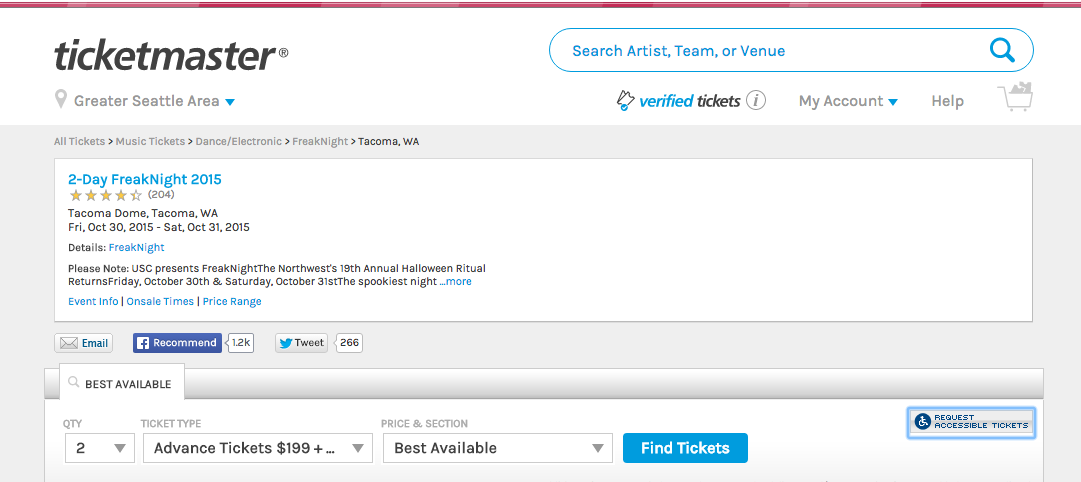 ticketmaster®
Search Artist, Team, or Venue
Greater Seattle Area
verified tickets i
My Account
Help
All Tickets > Music Tickets > Dance/Electronic > FreakNight > Tacoma, WA
2-Day FreakNight 2015
(204)
Tacoma Dome, Tacoma, WA
Fri, Oct 30, 2015 - Sat, Oct 31, 2015
Details: FreakNight
Please Note: USC presents FreakNightThe Northwest's 19th Annual Halloween Ritual
ReturnsFriday, October 30th & Saturday, October 31stThe spookiest night ...more
Event Info | Onsale Times | Price Range
Email
Recommend 1.2k
Tweet 266
BEST AVAILABLE
REQUEST
ACCESSIBLE TICKETS
QTY
TICKET TYPE
PRICE & SECTION
2
Advance Tickets $199 + ...
Best Available
Find Tickets